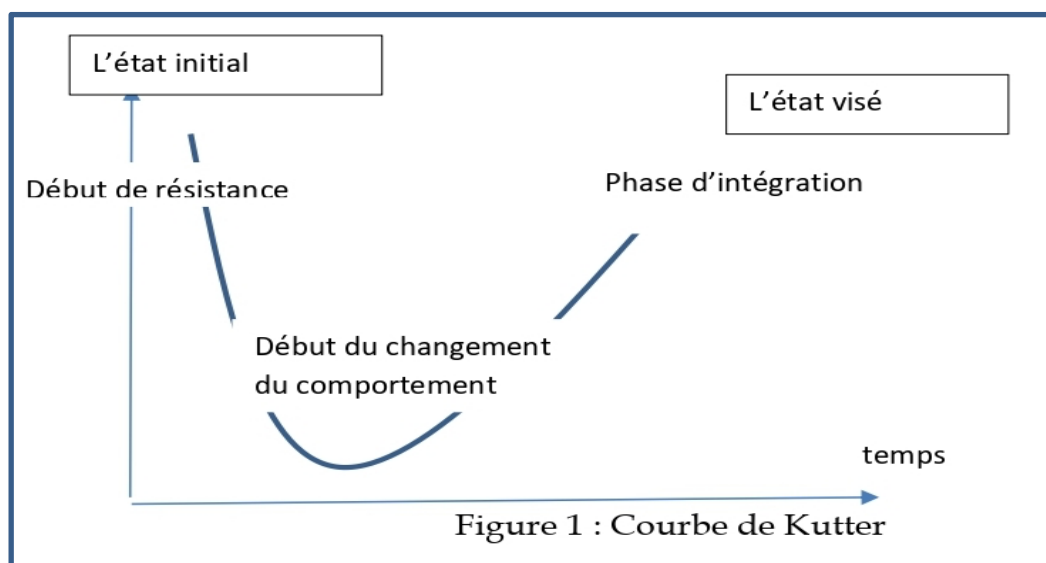 L’état initial
L’état visé
Début de résistance
Phase d’intégration
Début du changement
du comportement
temps
Figure 1 : Courbe de Kutter